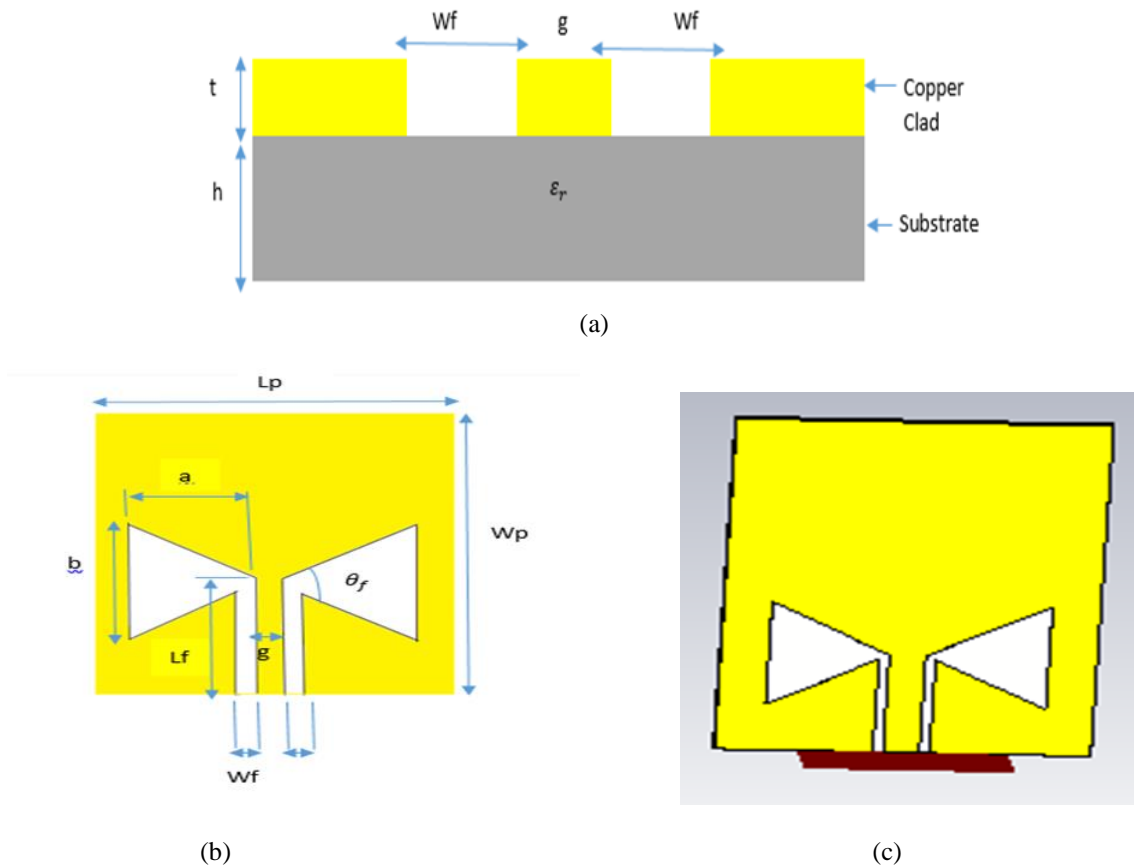 Wf g Wf
t
Copper
Clad
h
εr
Substrate
(a)
Lp
a
Wp
b
θf
Lf
g
Wf
(b) (c)